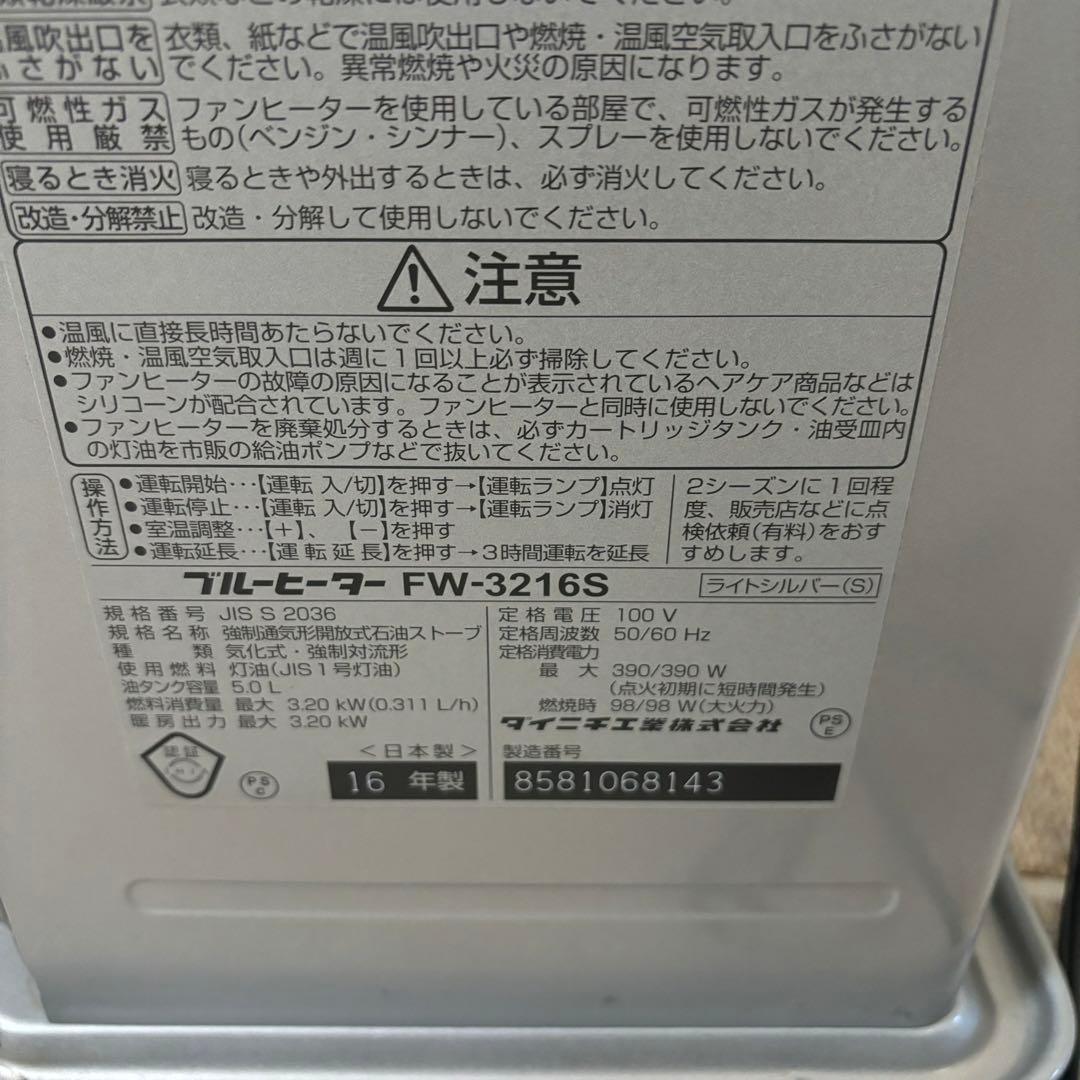 温風吹出口を 衣類、紙などで温風吹出口や燃焼・温風空気取入口をふさがない
ふさがない でください。異常燃焼や火災の原因になります。
可燃性ガス ファンヒーターを使用している部屋で、可燃性ガスが発生する
使用厳禁 もの(ベンジン・シンナー)、スプレーを使用しないでください。
寝るとき消火 寝るときや外出するときは、必ず消火してください。
改造・分解禁止 改造・分解して使用しないでください。
注意
●温風に直接長時間あたらないでください。
●燃焼・温風空気取入口は週に1回以上必ず掃除してください。
●ファンヒーターの故障の原因になることが表示されているヘアケア商品などは
シリコーンが配合されています。ファンヒーターと同時に使用しないでください。
●ファンヒーターを廃棄処分するときは、必ずカートリッジタンク・油受皿内
の灯油を市販の給油ポンプなどで抜いてください。
操作方法
●運転開始…【運転 入/切】を押す→【運転ランプ】点灯
●運転停止…【運転 入/切】を押す→【運転ランプ】消灯
●室温調整…【+】、【−】を押す
●運転延長…【運転延長】を押す→3時間運転を延長
2シーズンに1回程
度、販売店などに点
検依頼(有料)をおす
すめします。
ブルーヒーター FW-3216S ライトシルバー(S)
規格番号 JIS S 2036
規格名称 強制通気形開放式石油ストーブ
種類 気化式・強制対流形
使用燃料 灯油(JIS1号灯油)
油タンク容量 5.0 L
燃料消費量 最大 3.20 kW(0.311 L/h)
暖房出力 最大 3.20 kW
定格電圧 100 V
定格周波数 50/60 Hz
定格消費電力
最大 390/390 W
(点火初期に短時間発生)
燃焼時 98/98 W(大火力)
ダイニチ工業株式会社 PS E
認証
PS C
<日本製>
16 年製
製造番号
8581068143